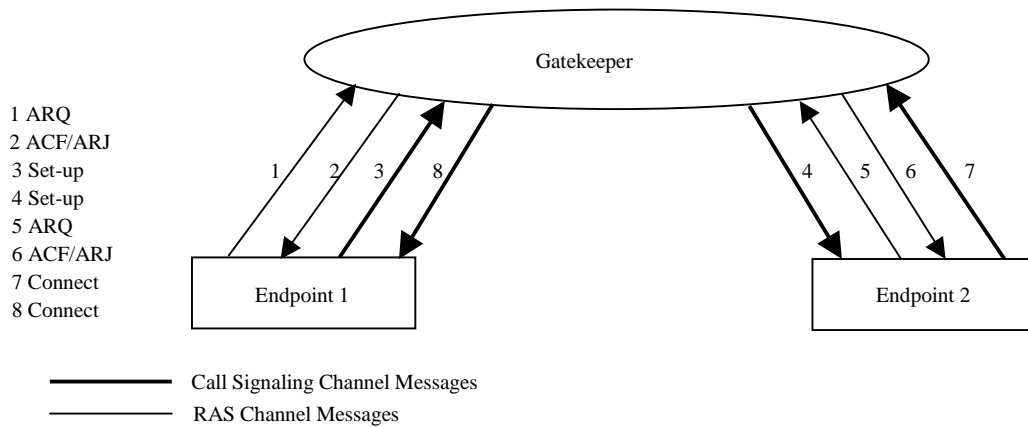 Gatekeeper
1 ARQ
2 ACF/ARJ
3 Set-up
4 Set-up
5 ARQ
6 ACF/ARJ
7 Connect
8 Connect
1
2
3
8
4
5
6
7
Endpoint 1
Endpoint 2
Call Signaling Channel Messages
RAS Channel Messages